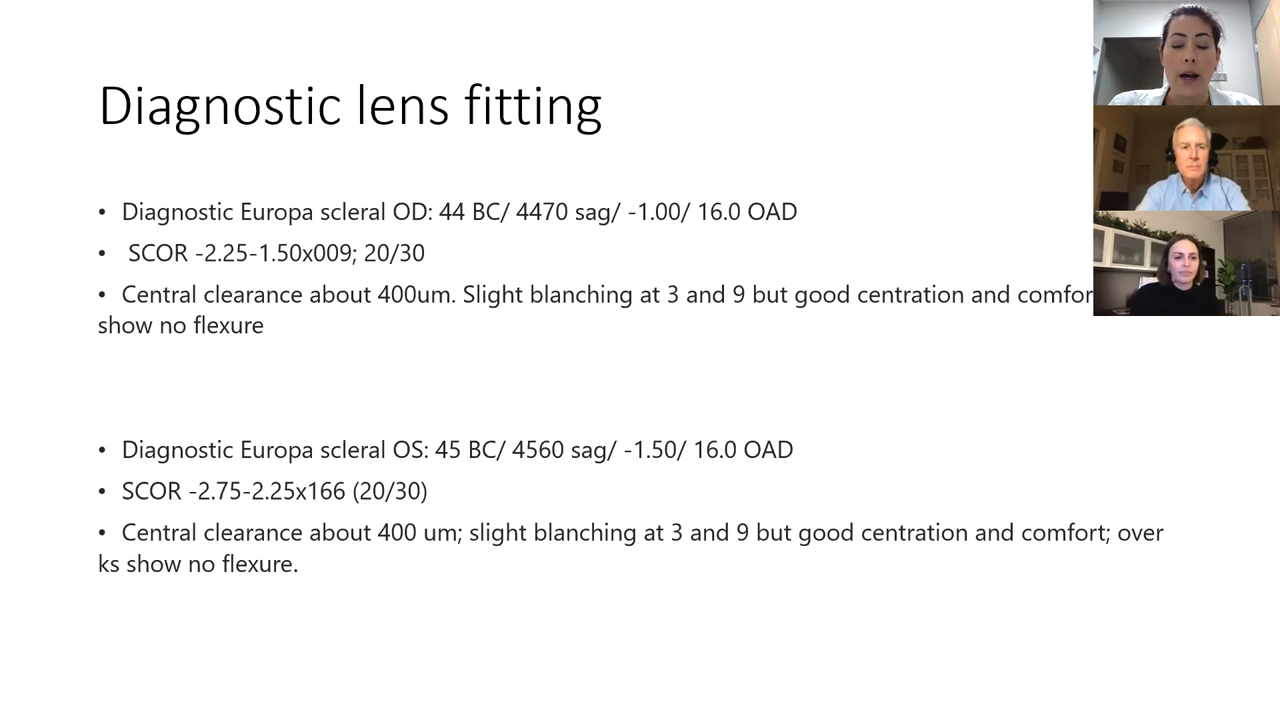 Diagnostic lens fitting
• Diagnostic Europa scleral OD: 44 BC/ 4470 sag/ -1.00/ 16.0 OAD
• SCOR -2.25-1.50x009; 20/30
• Central clearance about 400um. Slight blanching at 3 and 9 but good centration and
show no flexure
• Diagnostic Europa scleral OS: 45 BC/ 4560 sag/ -1.50/ 16.0 OAD
• SCOR -2.75-2.25x166 (20/30)
• Central clearance about 400 um; slight blanching at 3 and 9 but good centration and comfort; over
ks show no flexure.